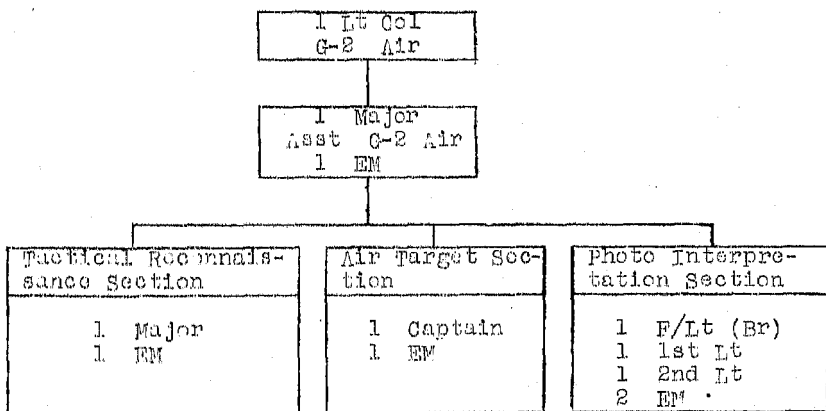 1 Lt Col
G-2 Air
1 Major
Asst G-2 Air
1 EM
Tactical Reconnais-
sance Section
1 Major
1 EM
Air Target Sec-
tion
1 Captain
1 EM
Photo Interpre-
tation Section
1 F/Lt (Br)
1 1st Lt
1 2nd Lt
2 EM